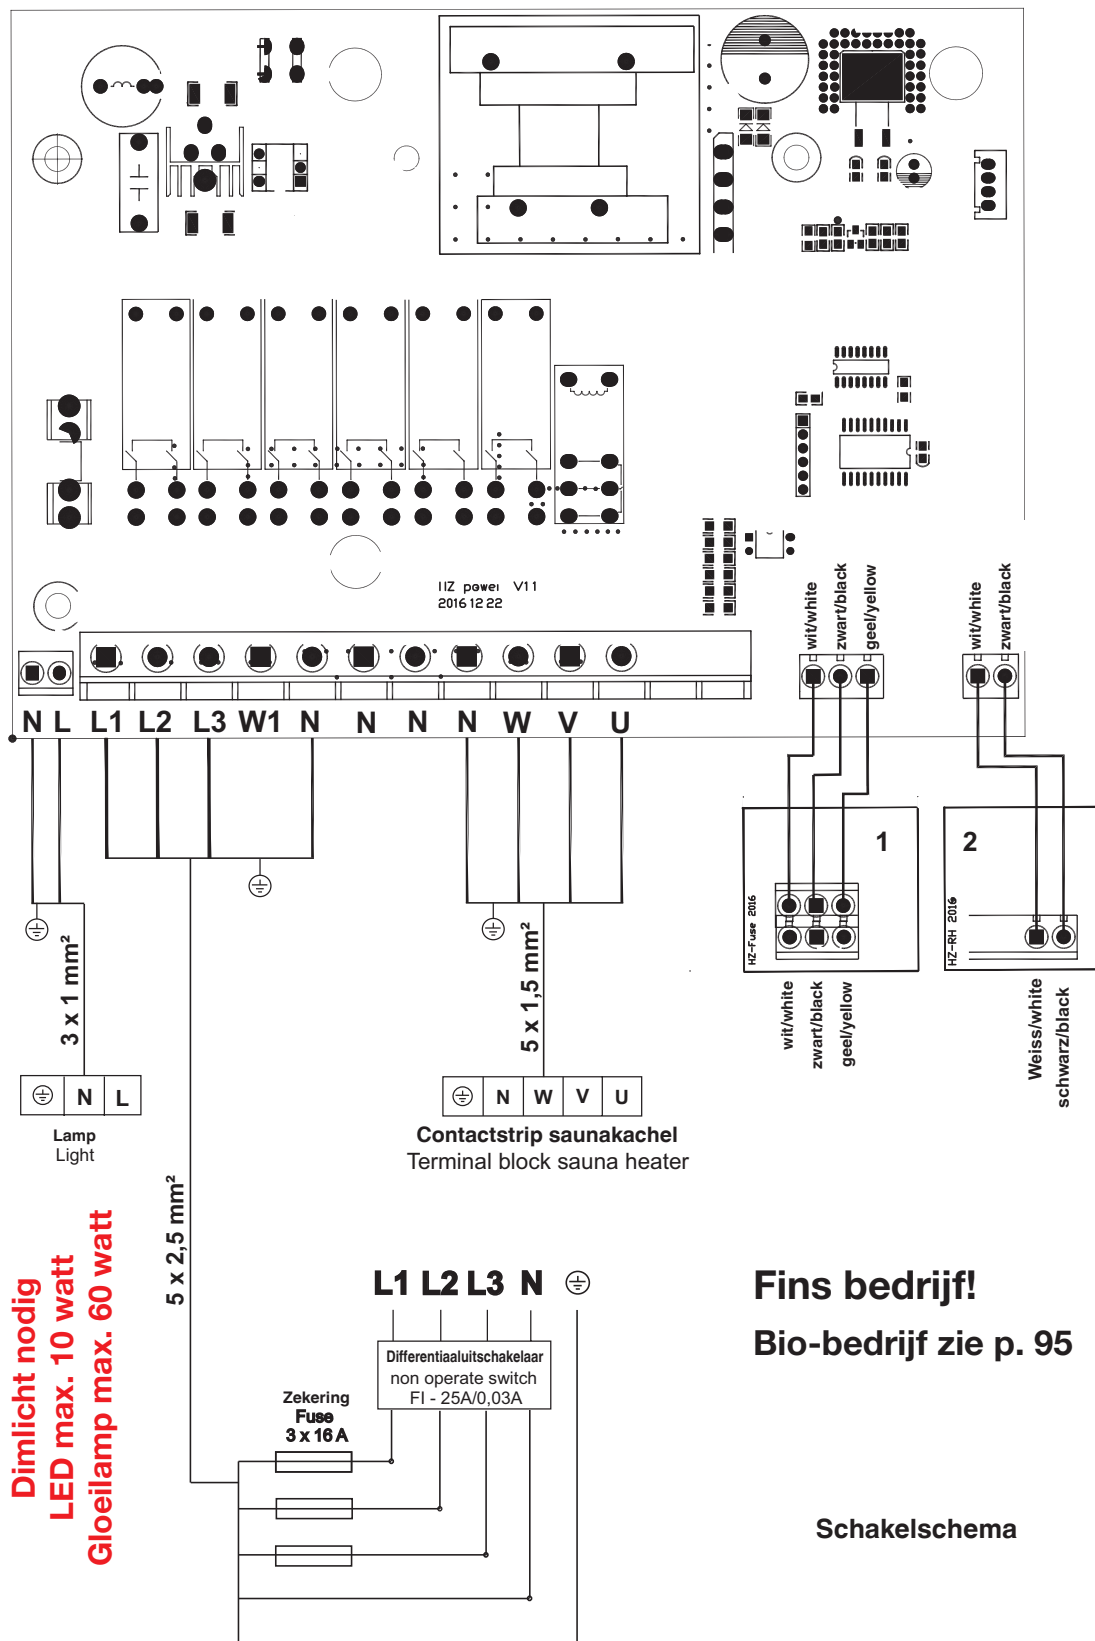 IIZ power V11
2016 12 22
wit/white
zwart/black
geel/yellow
wit/white
zwart/black
N L L1 L2 L3 W1 N N N N W V U
1
2
HZ-Fuse 2016
HZ-RH 2016
wit/white
zwart/black
geel/yellow
Weiss/white
schwarz/black
3 x 1 mm²
5 x 1,5 mm²
N L
Lamp
Light
N W V U
Contactstrip saunakachel
Terminal block sauna heater
5 x 2,5 mm²
Dimlicht nodig
LED max. 10 watt
Gloeilamp max. 60 watt
L1 L2 L3 N
Differentiaaluitschakelaar
non operate switch
FI - 25A/0,03A
Zekering
Fuse
3 x 16 A
Fins bedrijf!
Bio-bedrijf zie p. 95
Schakelschema